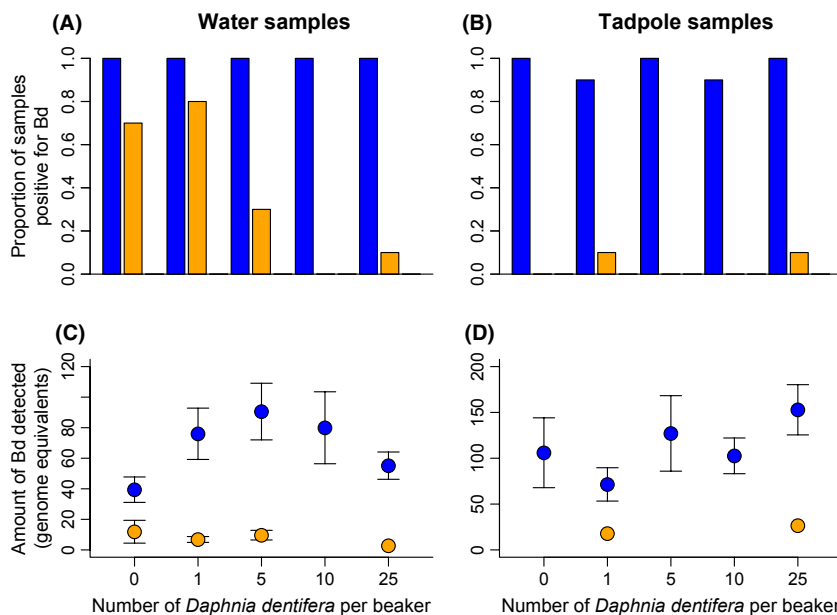 (A) Water samples (B) Tadpole samples
Proportion of samples
positive for Bd
0.0 0.2 0.4 0.6 0.8 1.0
0.0 0.2 0.4 0.6 0.8 1.0
(C) (D)
Amount of Bd detected
(genome equivalents)
0 20 40 60 80 120
0 50 100 150 200
0 1 5 10 25
0 1 5 10 25
Number of Daphnia dentifera per beaker
Number of Daphnia dentifera per beaker